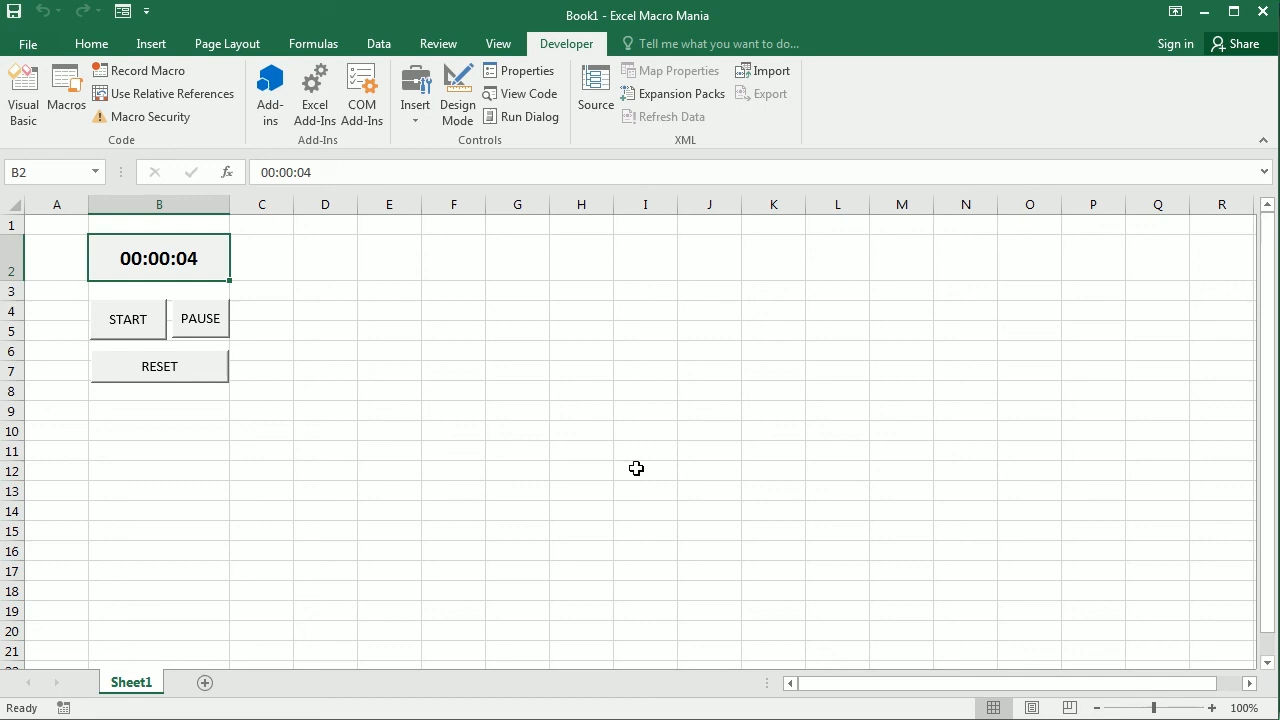 Book1 - Excel Macro Mania
File Home Insert Page Layout Formulas Data Review View Developer Tell me what you want to do... Sign in Share
Visual Basic
Macros
Record Macro
Use Relative References
Macro Security
Code
Add-ins
Excel Add-Ins
COM Add-Ins
Add-Ins
Insert
Design Mode
Properties
View Code
Run Dialog
Controls
Source
Map Properties
Expansion Packs
Refresh Data
Import
Export
XML
B2 fx 00:00:04
A B C D E F G H I J K L M N O P Q R
1
2 00:00:04
3
4
START PAUSE
5
6
RESET
7
8
9
10
11
12
13
14
15
16
17
18
19
20
21
Sheet1
Ready 100%